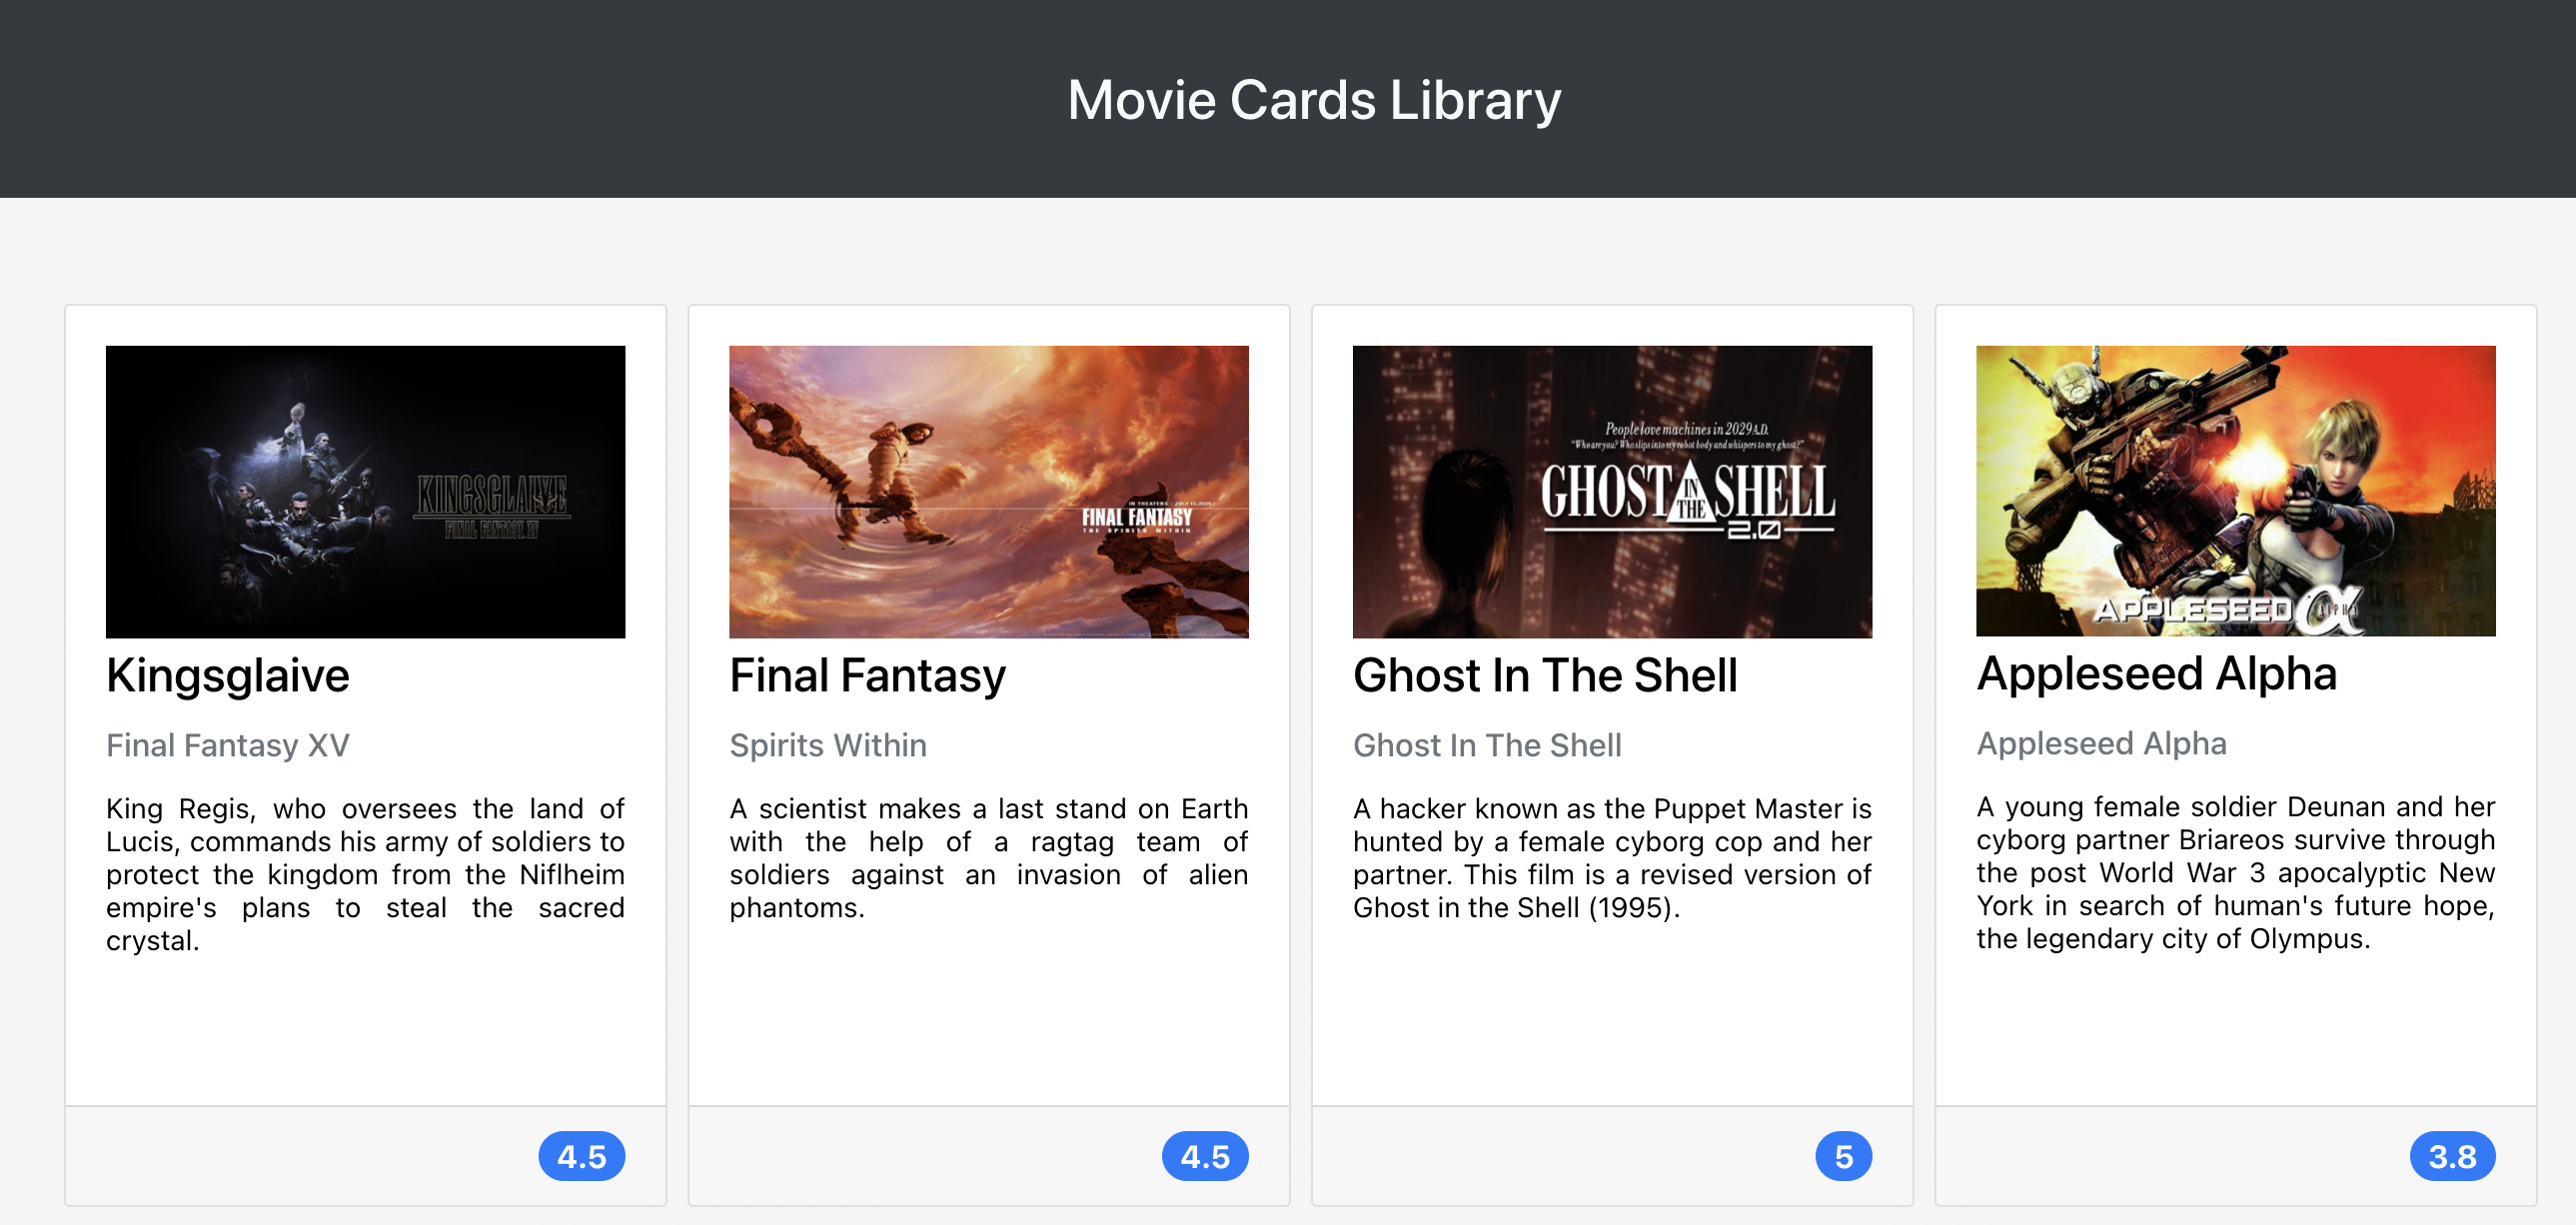 Movie Cards Library
KINGSGLAIVE
FINAL FANTASY XV
Kingsglaive
Final Fantasy XV
King Regis, who oversees the land of
Lucis, commands his army of soldiers to
protect the kingdom from the Niflheim
empire's plans to steal the sacred
crystal.
4.5
FINAL FANTASY
THE SPIRITS WITHIN
Final Fantasy
Spirits Within
A scientist makes a last stand on Earth
with the help of a ragtag team of
soldiers against an invasion of alien
phantoms.
4.5
People love machines in 2029 A.D.
"Who are you? Who slips into my robot body and whispers to my ghost?"
GHOST IN THE SHELL
2.0
Ghost In The Shell
Ghost In The Shell
A hacker known as the Puppet Master is
hunted by a female cyborg cop and her
partner. This film is a revised version of
Ghost in the Shell (1995).
5
APPLESEED α
ALPHA
Appleseed Alpha
Appleseed Alpha
A young female soldier Deunan and her
cyborg partner Briareos survive through
the post World War 3 apocalyptic New
York in search of human's future hope,
the legendary city of Olympus.
3.8